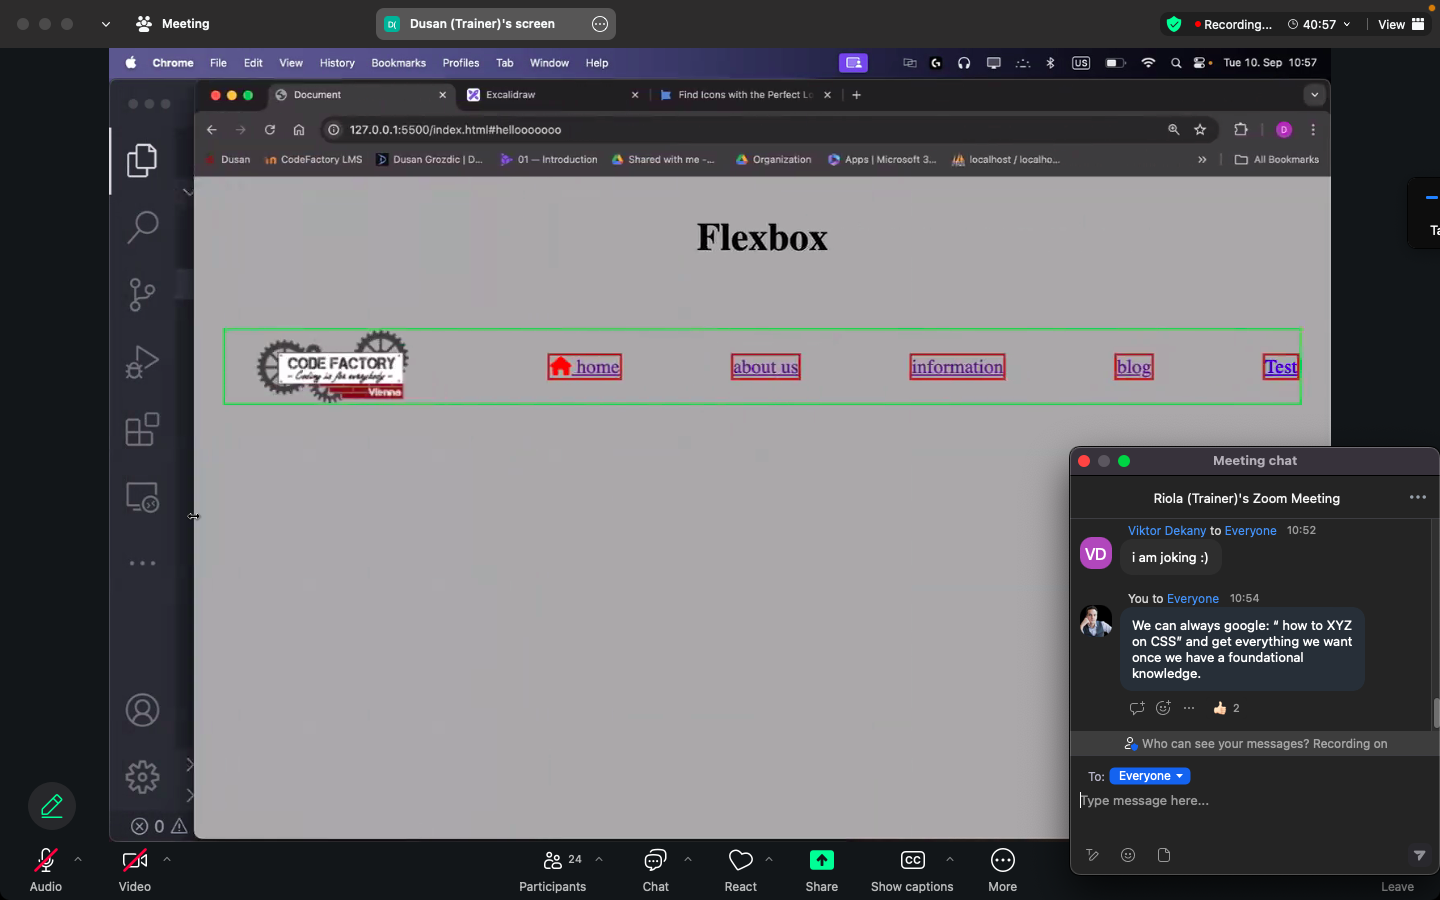 Meeting
D( Dusan (Trainer)'s screen
Recording... 40:57 View
Chrome File Edit View History Bookmarks Profiles Tab Window Help US Tue 10. Sep 10:57
Document Excalidraw Find Icons with the Perfect Lo
127.0.0.1:5500/index.html#hellooooooo D
Dusan CodeFactory LMS Dusan Grozdic | D... 01 — Introduction Shared with me -... Organization Apps | Microsoft 3... localhost / localho... All Bookmarks
Ta
Flexbox
CODE FACTORY
- Coding is for everybody -
Vienna
home about us information blog Test
Meeting chat
Riola (Trainer)'s Zoom Meeting
Viktor Dekany to Everyone 10:52
VD i am joking :)
You to Everyone 10:54
We can always google: “ how to XYZ
on CSS” and get everything we want
once we have a foundational
knowledge.
2
Who can see your messages? Recording on
To: Everyone
Type message here...
0
24
CC
Audio Video Participants Chat React Share Show captions More Leave